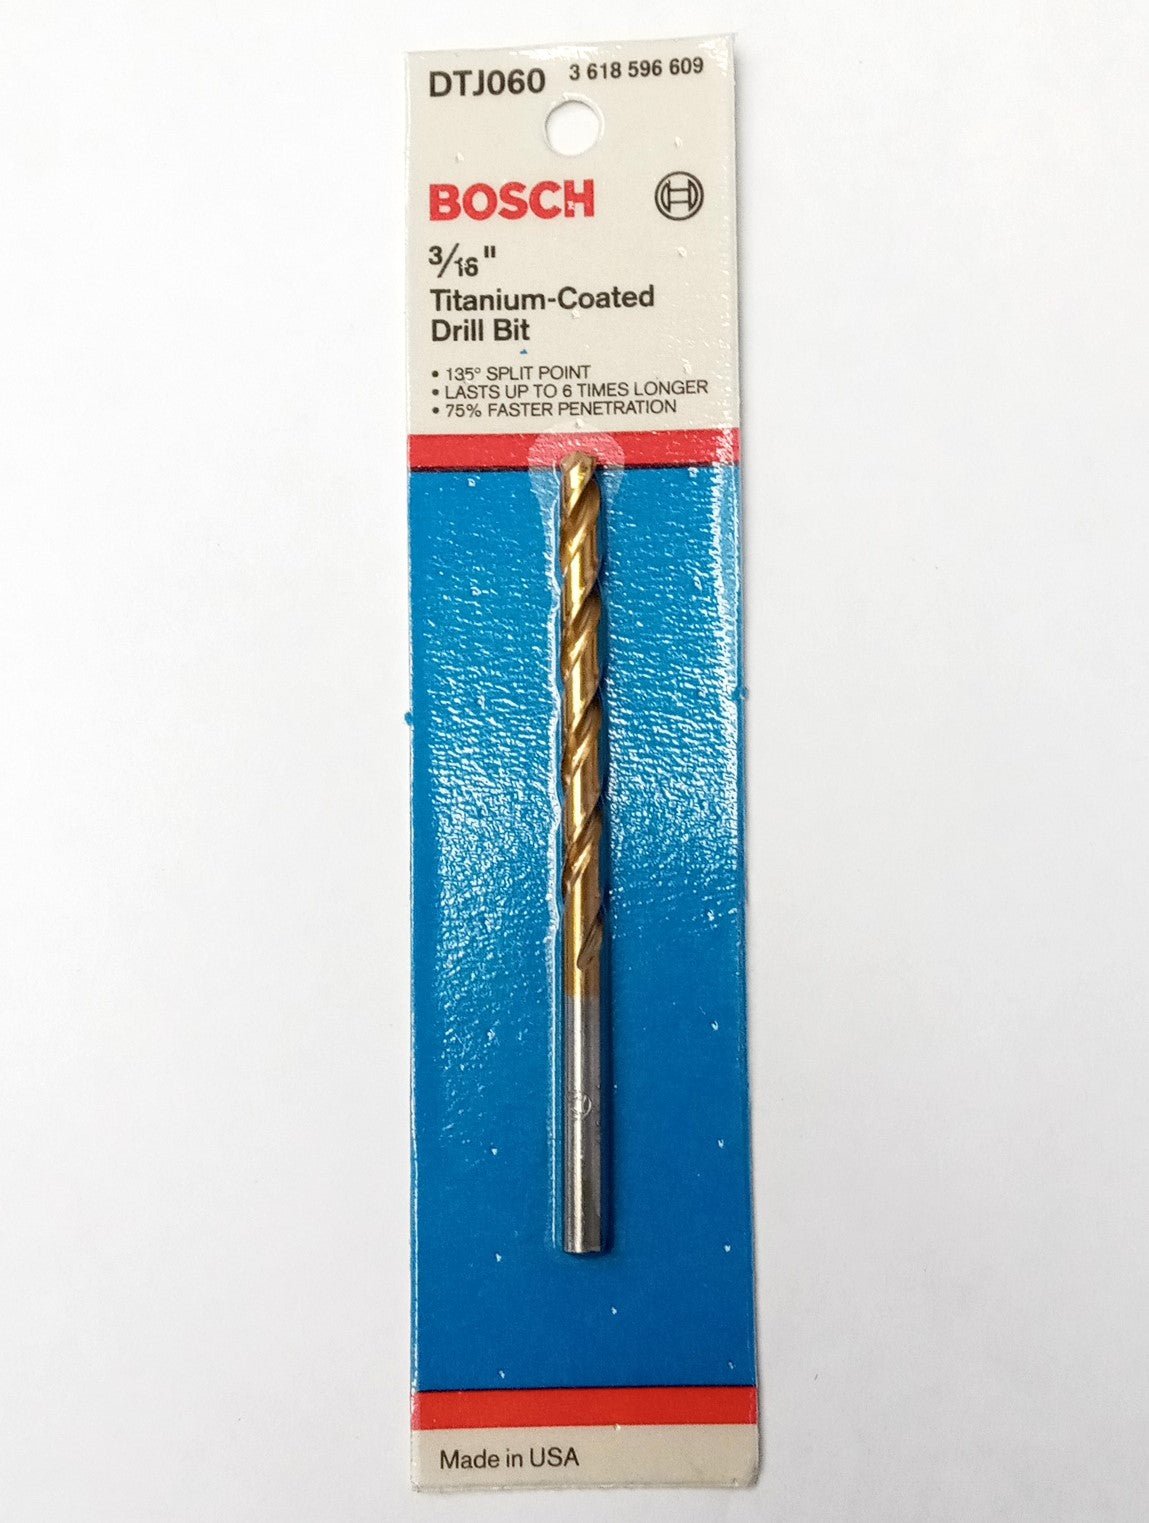 DTJ060 3 618 596 609
BOSCH
3/16"
Titanium-Coated
Drill Bit
• 135° SPLIT POINT
• LASTS UP TO 6 TIMES LONGER
• 75% FASTER PENETRATION
Made in USA